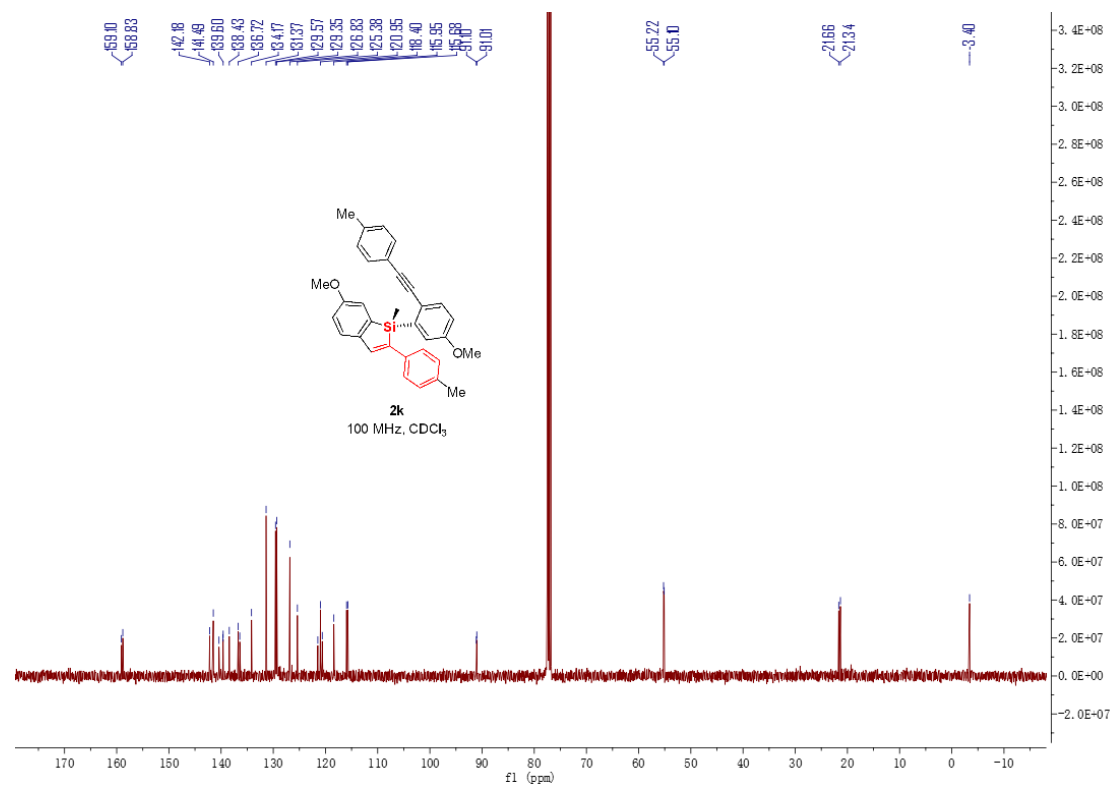 159.10
158.83
142.18
141.49
139.60
138.43
136.72
134.17
131.37
129.57
129.35
126.83
125.38
120.95
118.40
115.95
115.68
91.10
91.01
55.22
55.10
21.66
21.34
-3.40
3.4E+08
3.2E+08
3.0E+08
2.8E+08
2.6E+08
2.4E+08
2.2E+08
2.0E+08
1.8E+08
1.6E+08
1.4E+08
1.2E+08
1.0E+08
8.0E+07
6.0E+07
4.0E+07
2.0E+07
0.0E+00
-2.0E+07
Me
MeO
Si
OMe
Me
2k
100 MHz, CDCl₃
170 160 150 140 130 120 110 100 90 80 70 60 50 40 30 20 10 0 -10
f1 (ppm)